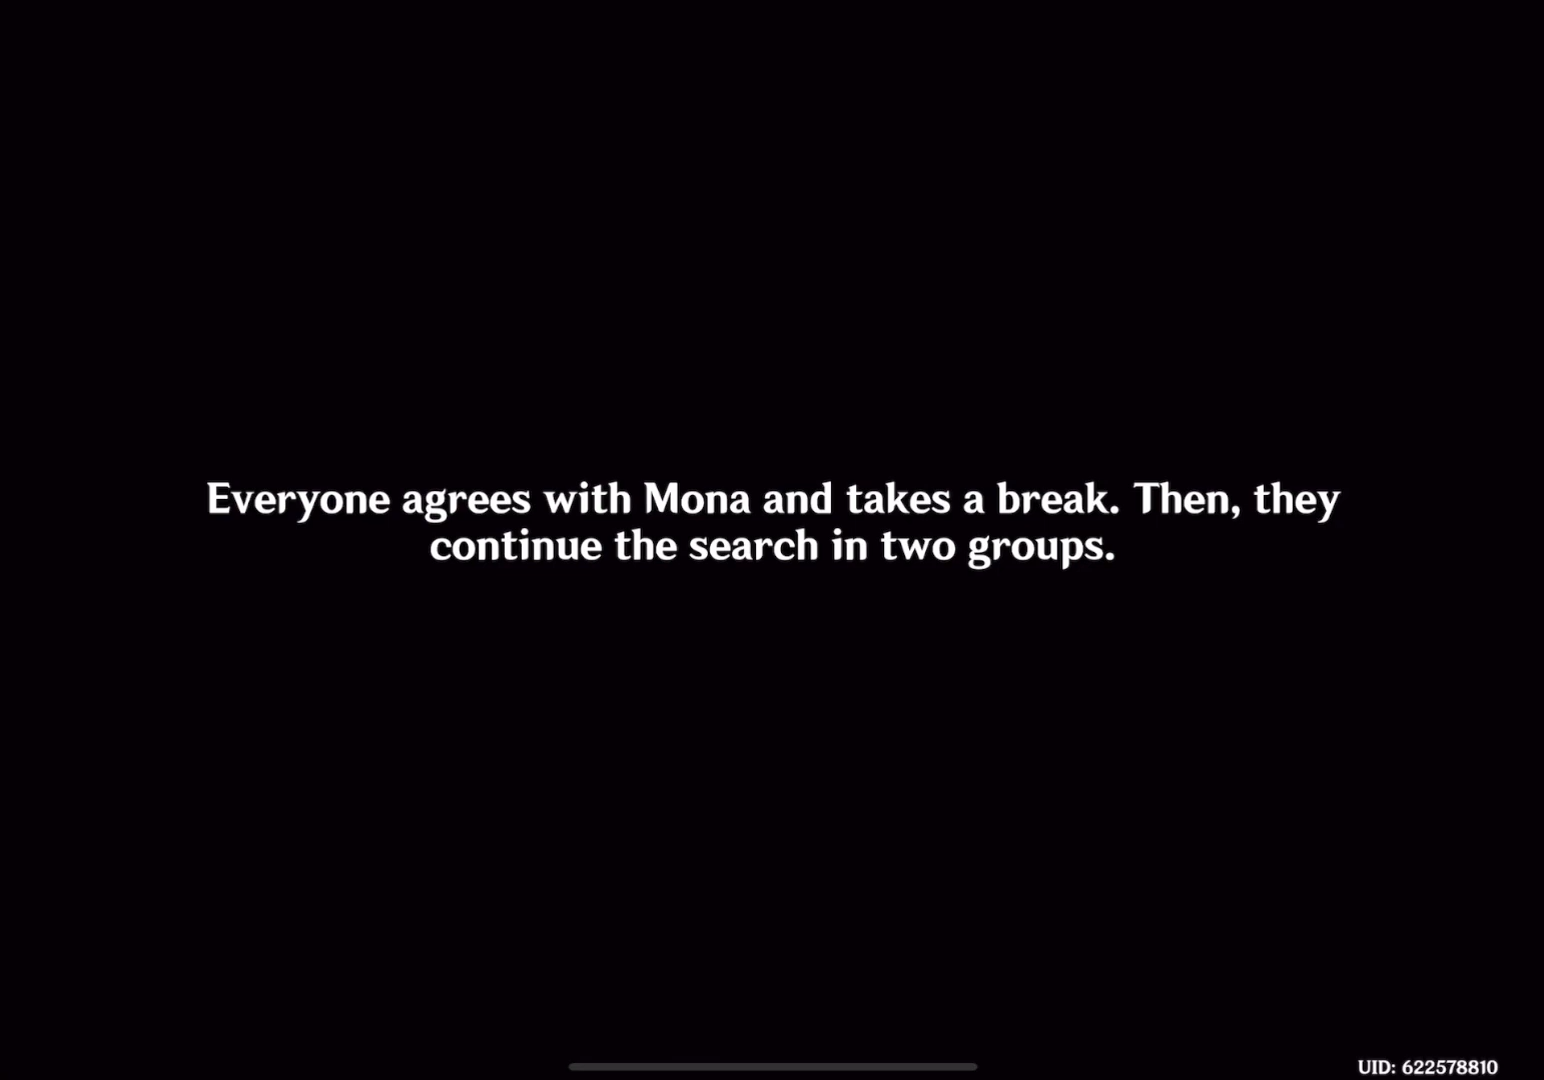 Everyone agrees with Mona and takes a break. Then, they
continue the search in two groups.
UID: 622578810